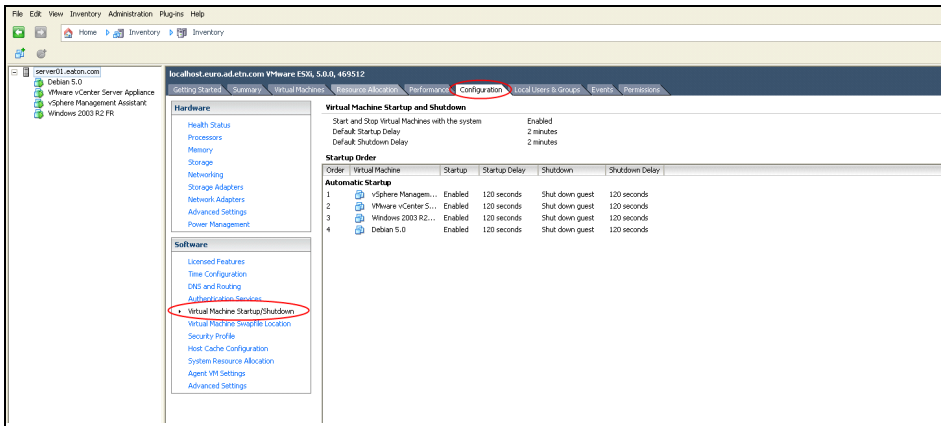 File Edit View Inventory Administration Plug-ins Help
Home Inventory Inventory
server01.eaton.com
Debian 5.0
VMware vCenter Server Appliance
vSphere Management Assistant
Windows 2003 R2 FR
localhost.euro.ad.etn.com VMware ESXi, 5.0.0, 469512
Getting Started Summary Virtual Machines Resource Allocation Performance Configuration Local Users & Groups Events Permissions
Hardware
Health Status
Processors
Memory
Storage
Networking
Storage Adapters
Network Adapters
Advanced Settings
Power Management
Software
Licensed Features
Time Configuration
DNS and Routing
Authentication Services
Virtual Machine Startup/Shutdown
Virtual Machine Swapfile Location
Security Profile
Host Cache Configuration
System Resource Allocation
Agent VM Settings
Advanced Settings
Virtual Machine Startup and Shutdown
Start and Stop Virtual Machines with the system Enabled
Default Startup Delay 2 minutes
Default Shutdown Delay 2 minutes
Startup Order
Order Virtual Machine Startup Startup Delay Shutdown Shutdown Delay
Automatic Startup
1 vSphere Managem... Enabled 120 seconds Shut down guest 120 seconds
2 VMware vCenter S... Enabled 120 seconds Shut down guest 120 seconds
3 Windows 2003 R2... Enabled 120 seconds Shut down guest 120 seconds
4 Debian 5.0 Enabled 120 seconds Shut down guest 120 seconds